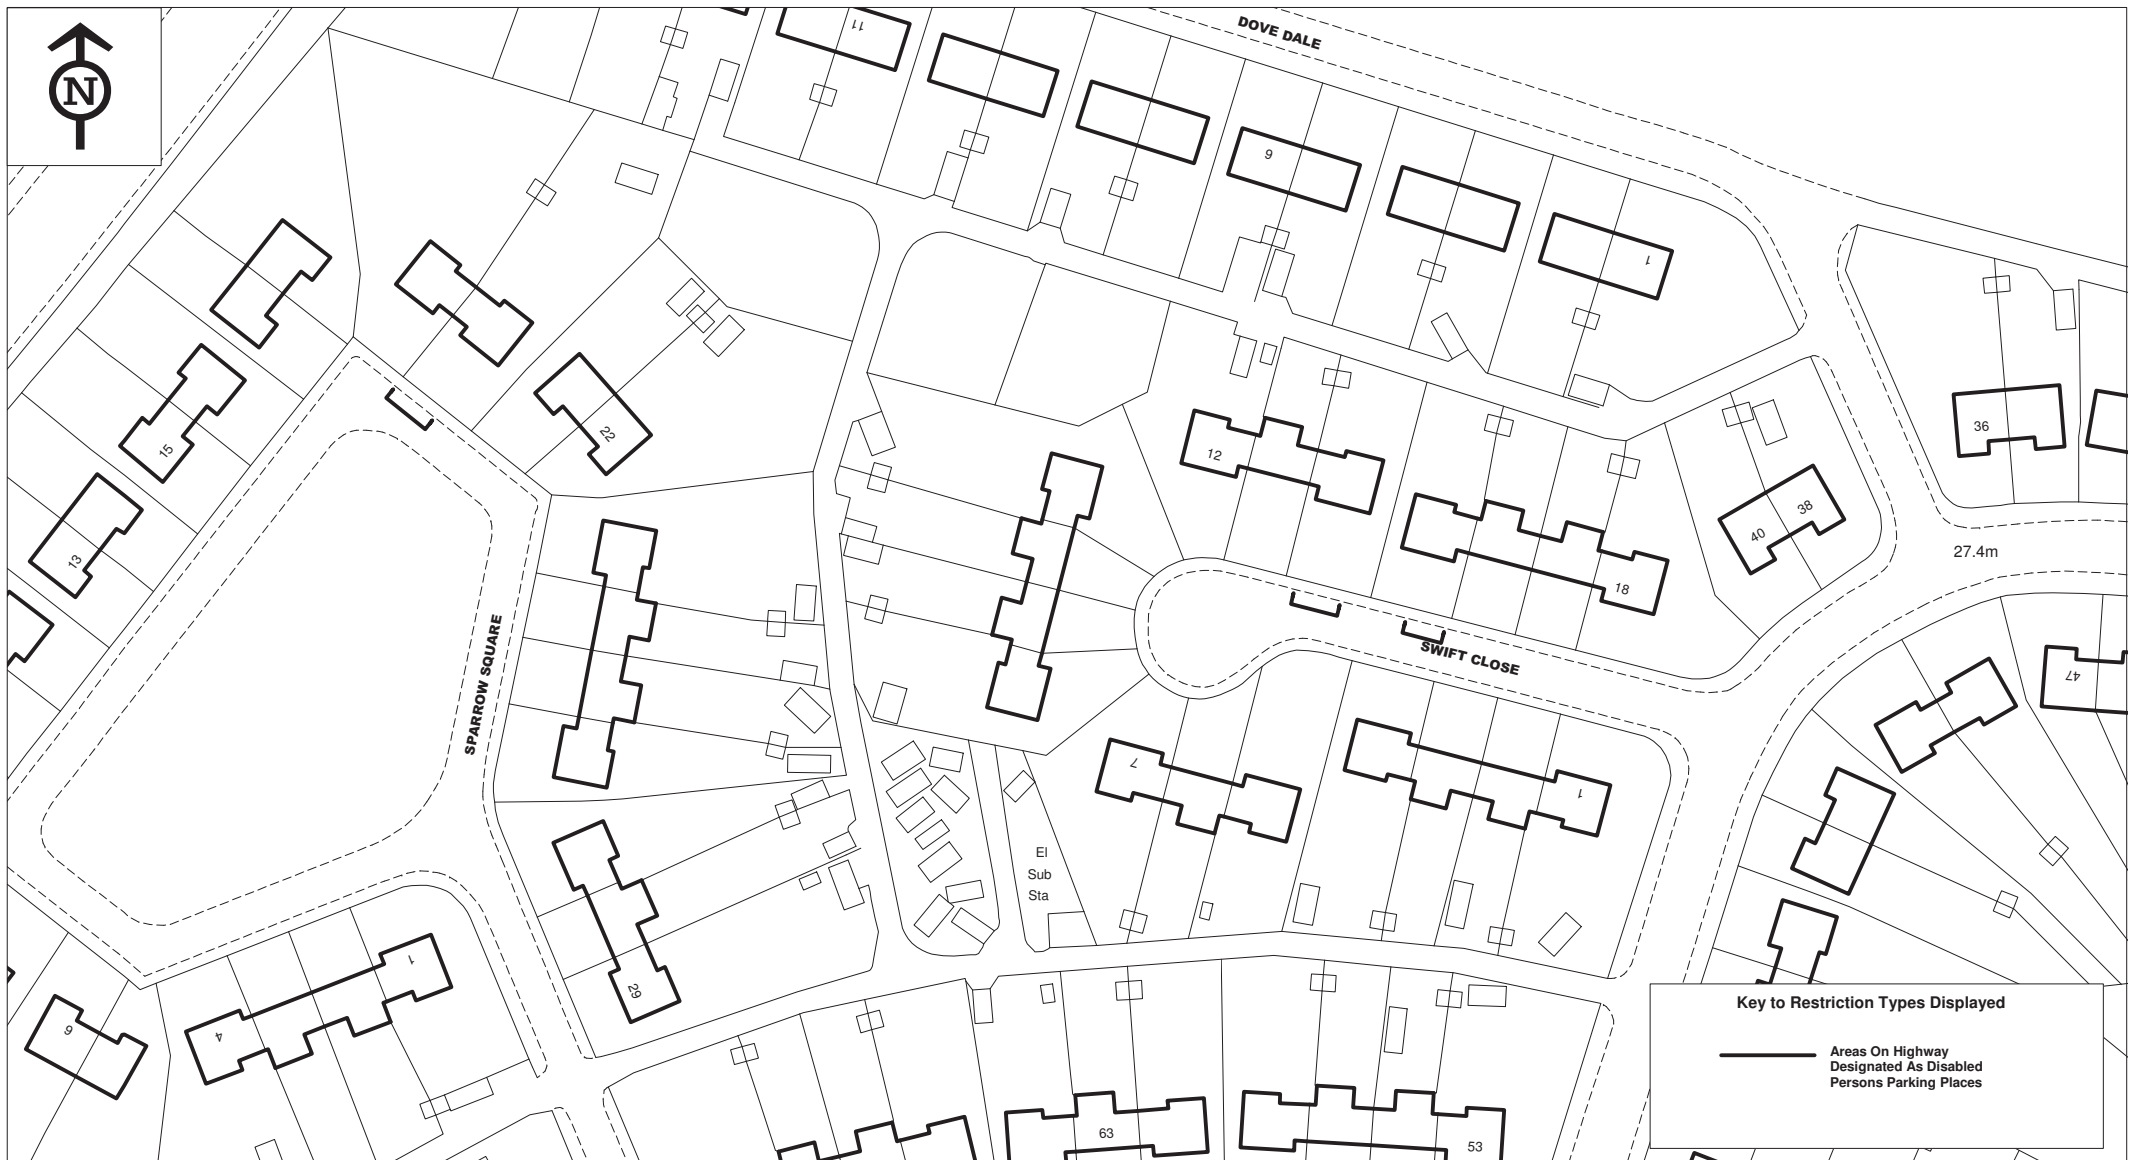 N
DOVE DALE
11
9
1
22
15
13
12
18
36
38
40
27.4m
SPARROW SQUARE
SWIFT CLOSE
47
7
1
El
Sub
Sta
29
1
4
6
63
53
Key to Restriction Types Displayed
Areas On Highway
Designated As Disabled
Persons Parking Places